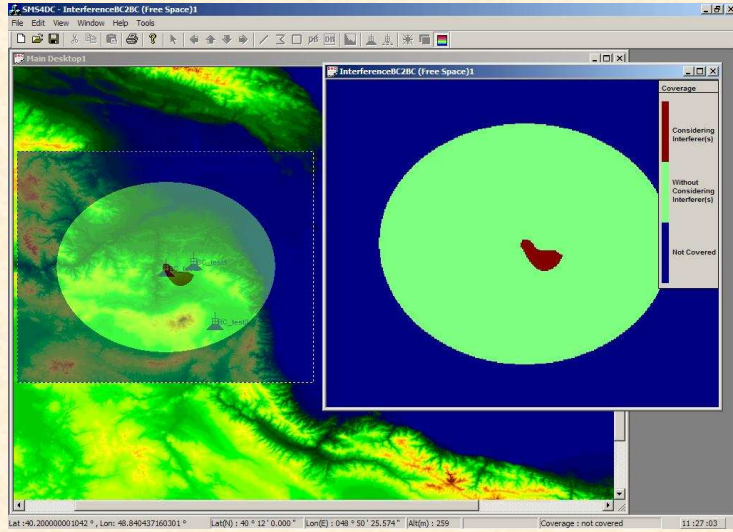 SMS4DC - InterferenceBC2BC (Free Space)1
File Edit View Window Help Tools
Main Desktop1
InterferenceBC2BC (Free Space)1
Coverage
Considering
Interferer(s)
Without
Considering
Interferer(s)
Not Covered
Lat :40.200000001042 ° , Lon: 48.840437160301 ° Lat(N) : 40 ° 12 ' 0.000 " Lon(E) : 048 ° 50 ' 25.574 " Alt(m) : 259 Coverage : not covered 11:27:03